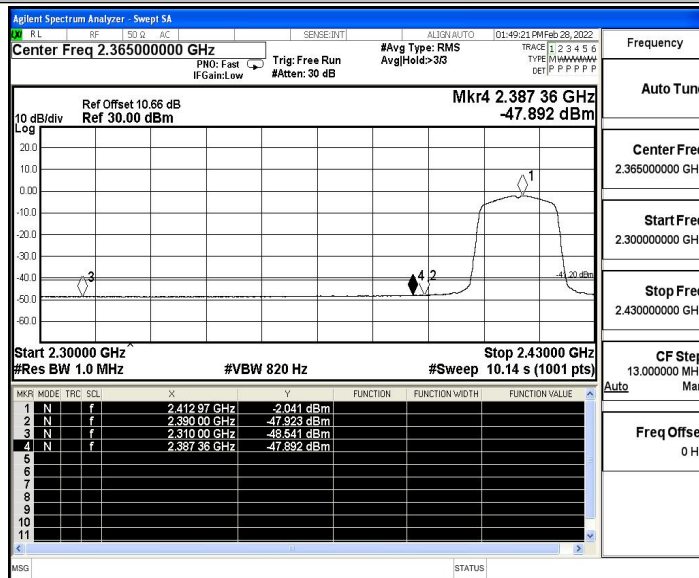 Agilent Spectrum Analyzer - Swept SA
RL RF 50 Ω AC SENSE:INT ALIGN AUTO 01:49:21 PM Feb 28, 2022
Center Freq 2.365000000 GHz
PNO: Fast
IFGain:Low
Trig: Free Run
#Atten: 30 dB
#Avg Type: RMS
Avg|Hold:>3/3
TRACE 1 2 3 4 5 6
TYPE M WWWWW
DET P P P P P P
Ref Offset 10.66 dB
10 dB/div Ref 30.00 dBm
Log
Mkr4 2.387 36 GHz
-47.892 dBm
20.0
10.0
0.00
-10.0
-20.0
-30.0
-40.0
-50.0
-60.0
1
3
4 2
-41.20 dBm
Start 2.30000 GHz Stop 2.43000 GHz
#Res BW 1.0 MHz #VBW 820 Hz #Sweep 10.14 s (1001 pts)
MKR MODE TRC SCL X Y FUNCTION FUNCTION WIDTH FUNCTION VALUE
1 N f 2.412 97 GHz -2.041 dBm
2 N f 2.390 00 GHz -47.923 dBm
3 N f 2.310 00 GHz -48.541 dBm
4 N f 2.387 36 GHz -47.892 dBm
5
6
7
8
9
10
11
MSG STATUS
Frequency
Auto Tun
Center Fre
2.365000000 GH
Start Fre
2.300000000 GH
Stop Fre
2.430000000 GH
CF Ste
13.000000 MH
Auto Ma
Freq Offse
0 H